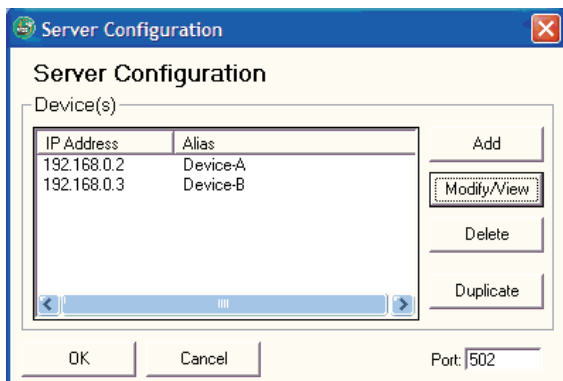 Server Configuration
Server Configuration
Device(s)
IP Address Alias
192.168.0.2 Device-A
192.168.0.3 Device-B
Add
Modify/View
Delete
Duplicate
OK Cancel Port: 502